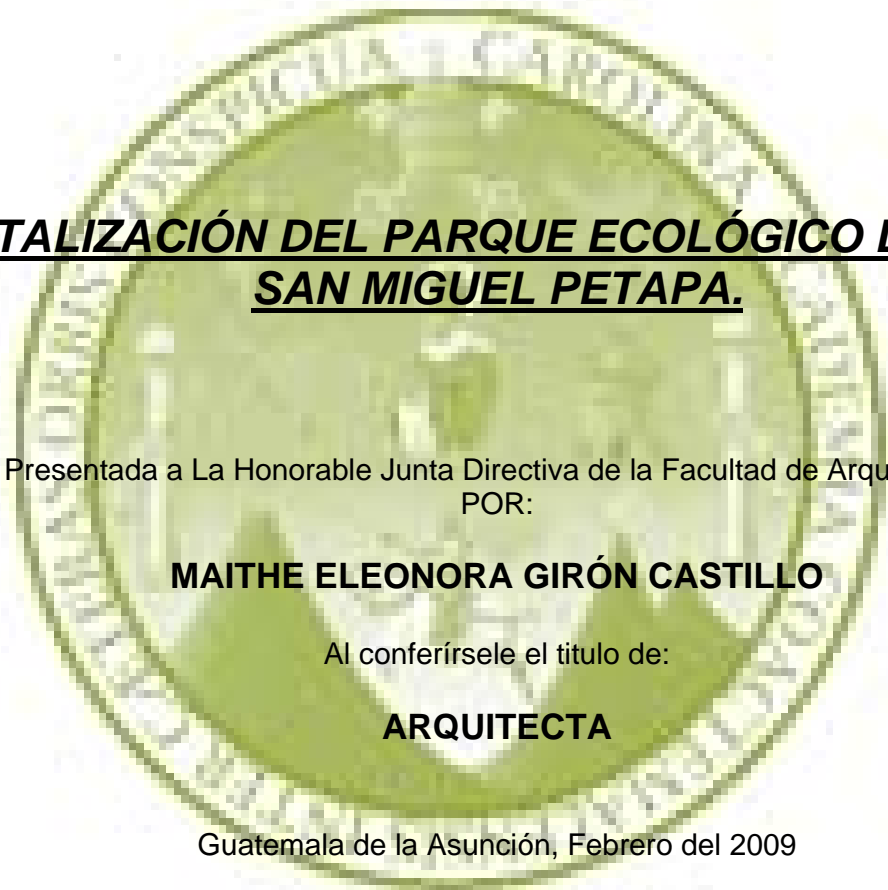 TALIZACIÓN DEL PARQUE ECOLÓGICO
SAN MIGUEL PETAPA.
Presentada a La Honorable Junta Directiva de la Facultad de Arqu
POR:
MAITHE ELEONORA GIRÓN CASTILLO
Al conferírsele el titulo de:
ARQUITECTA
Guatemala de la Asunción, Febrero del 2009
CAROLINA